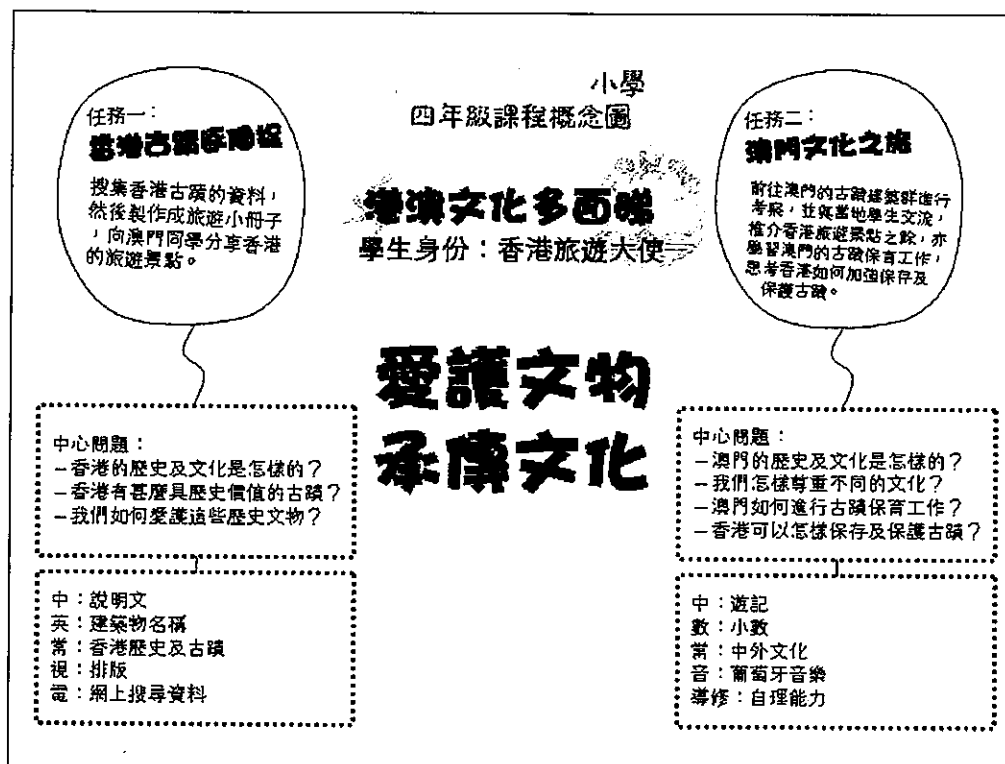 小學
四年級課程概念圖
港澳文化多面睇
學生身份：香港旅遊大使
愛護文物
承傳文化
任務一：
香港古蹟
搜集香港古蹟的資料，
然後製作成旅遊小冊子
，向澳門同學分享香港
的旅遊景點。
中心問題：
–香港的歷史及文化是怎樣的？
–香港有甚麼具歷史價值的古蹟？
–我們如何愛護這些歷史文物？
中：說明文
英：建築物名稱
常：香港歷史及古蹟
視：排版
電：網上搜尋資料
任務二：
澳門文化之旅
前往澳門的古蹟建築群進行
考察，並與當地學生交流，
推介香港旅遊景點之餘，亦
學習澳門的古蹟保育工作，
思考香港如何加強保存及
保護古蹟。
中心問題：
–澳門的歷史及文化是怎樣的？
–我們怎樣尊重不同的文化？
–澳門如何進行古蹟保育工作？
–香港可以怎樣保存及保護古蹟？
中：遊記
數：小數
常：中外文化
音：葡萄牙音樂
導修：自理能力